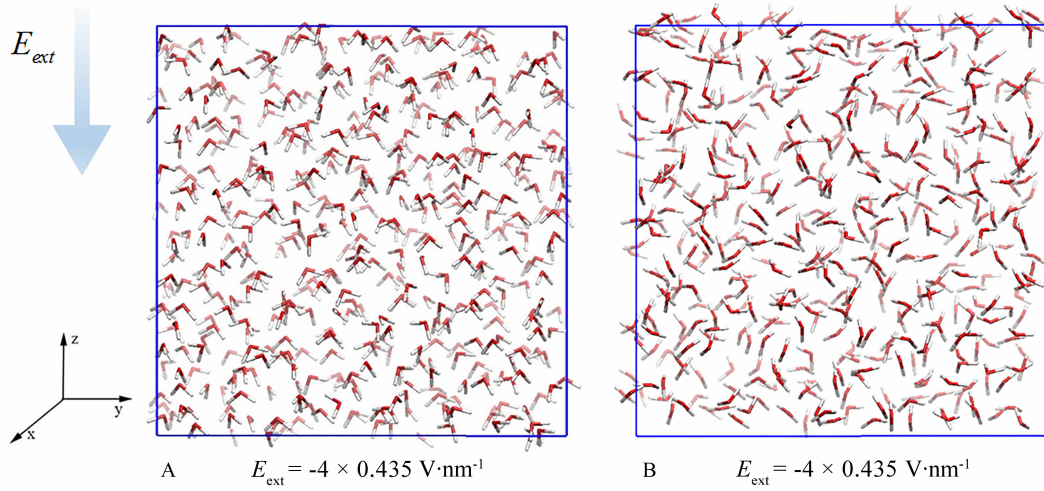 E_ext
z
y
x
A E_ext = -4 × 0.435 V·nm⁻¹
B E_ext = -4 × 0.435 V·nm⁻¹